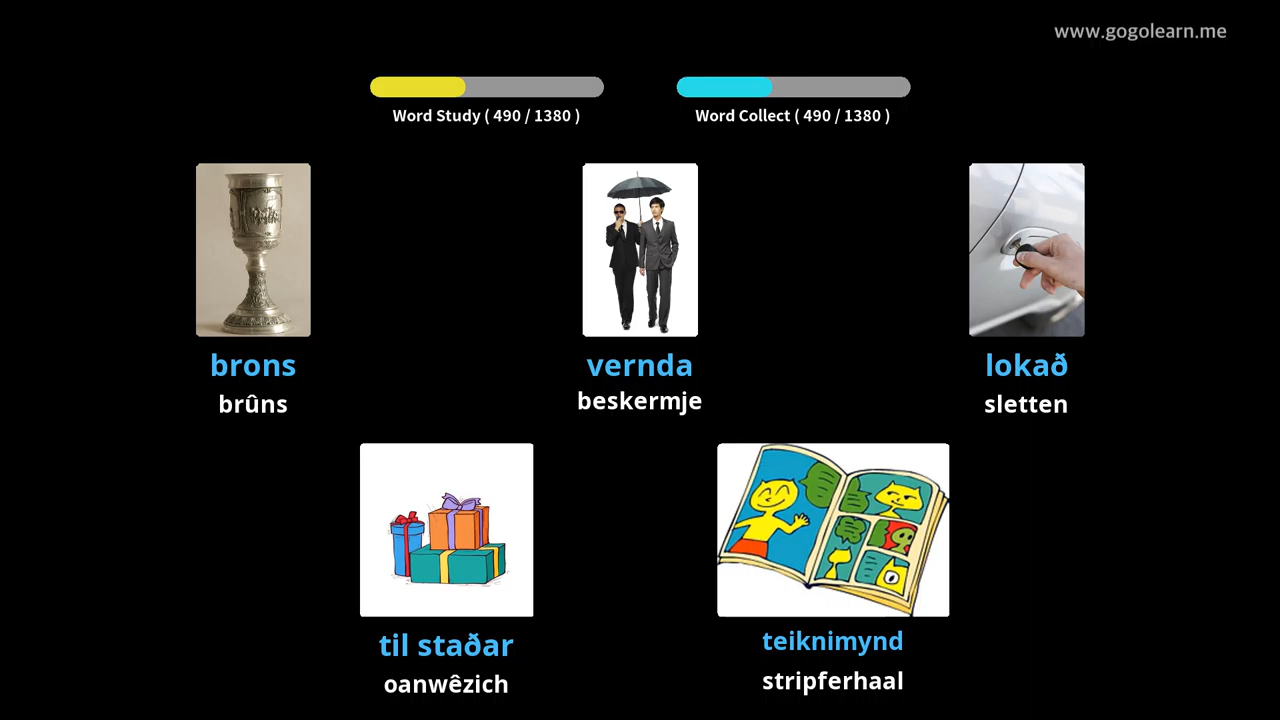 www.gogolearn.me
Word Study ( 490 / 1380 )
Word Collect ( 490 / 1380 )
brons
brûns
vernda
beskermje
lokað
sletten
til staðar
oanwêzich
teiknimynd
stripferhaal